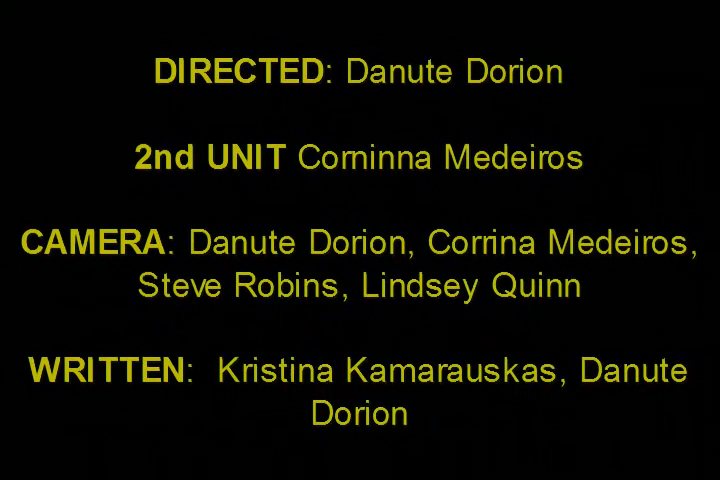 DIRECTED: Danute Dorion
2nd UNIT Corninna Medeiros
CAMERA: Danute Dorion, Corrina Medeiros,
Steve Robins, Lindsey Quinn
WRITTEN: Kristina Kamarauskas, Danute
Dorion